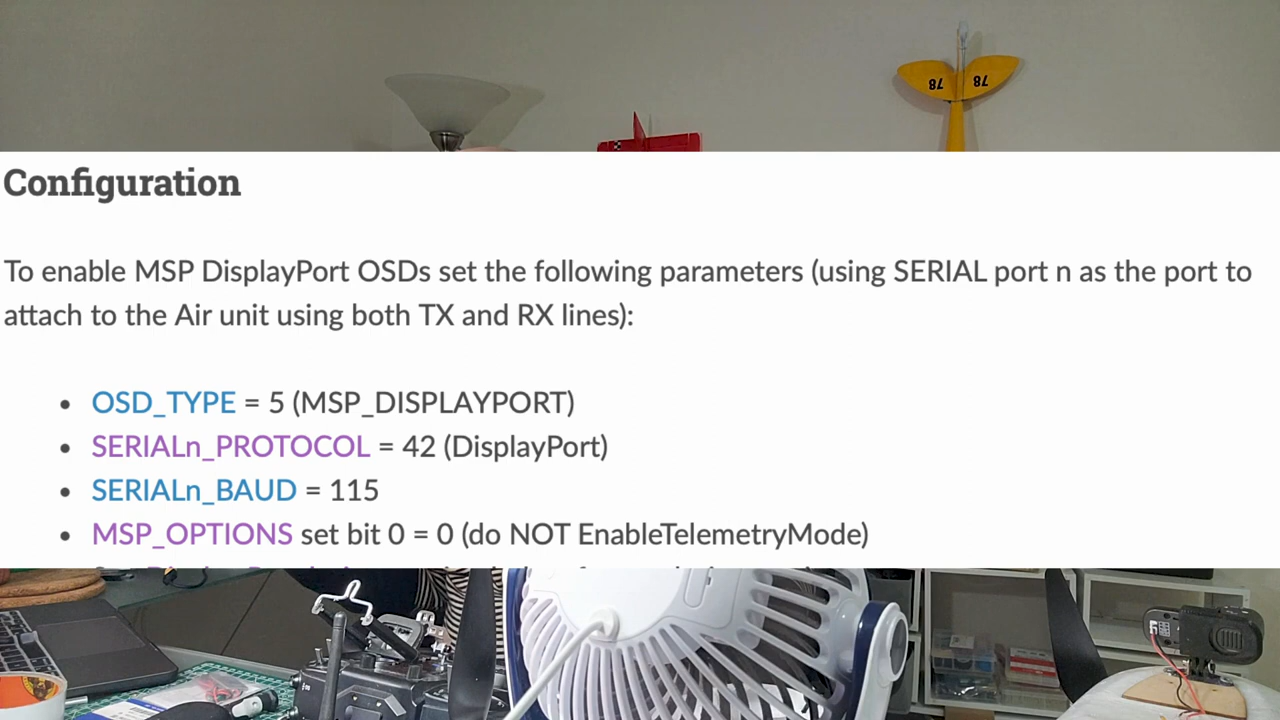 78
78
Configuration
To enable MSP DisplayPort OSDs set the following parameters (using SERIAL port n as the port to
attach to the Air unit using both TX and RX lines):
OSD_TYPE = 5 (MSP_DISPLAYPORT)
SERIALn_PROTOCOL = 42 (DisplayPort)
SERIALn_BAUD = 115
MSP_OPTIONS set bit 0 = 0 (do NOT EnableTelemetryMode)